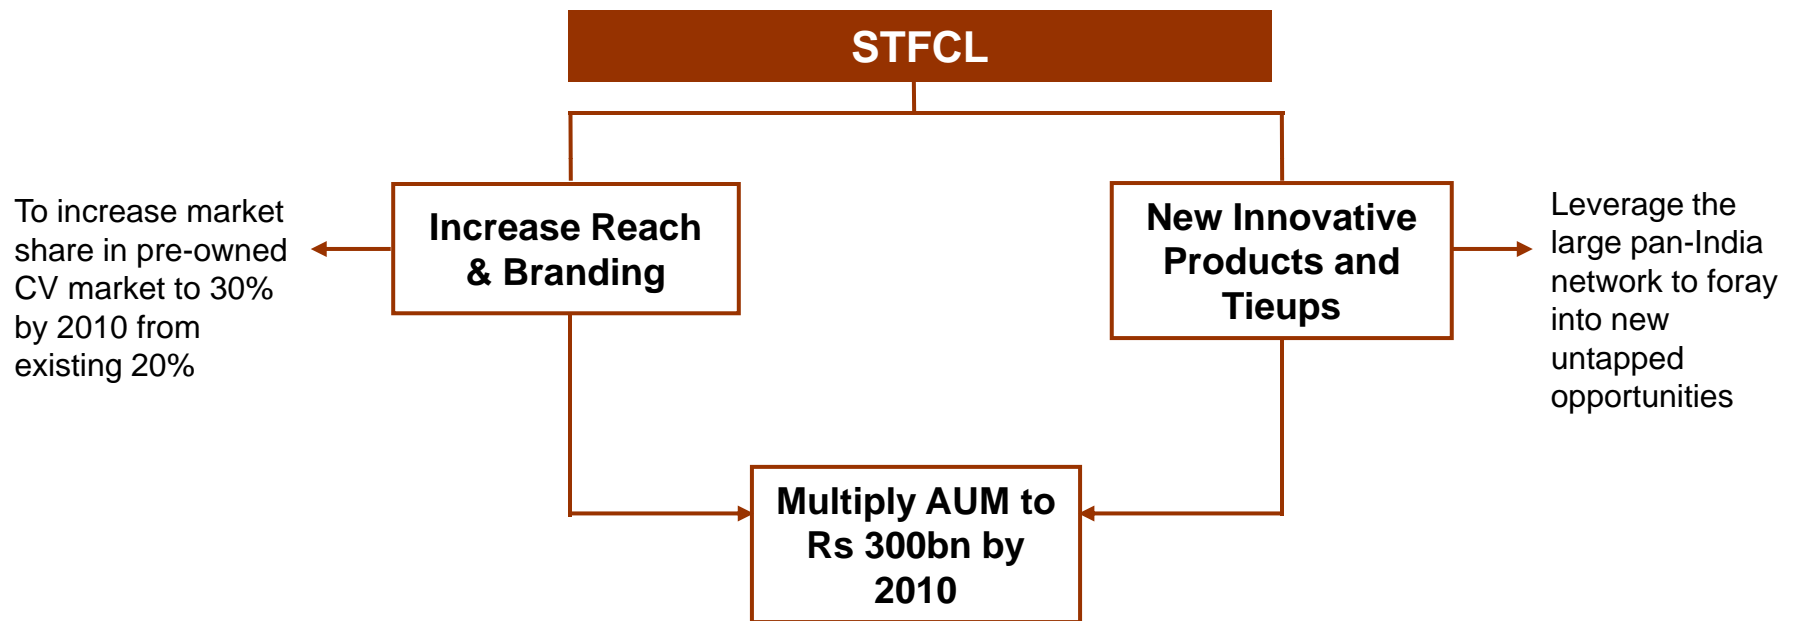 STFCL
To increase market
share in pre-owned
CV market to 30%
by 2010 from
existing 20%
Increase Reach
& Branding
New Innovative
Products and
Tieups
Leverage the
large pan-India
network to foray
into new
untapped
opportunities
Multiply AUM to
Rs 300bn by
2010